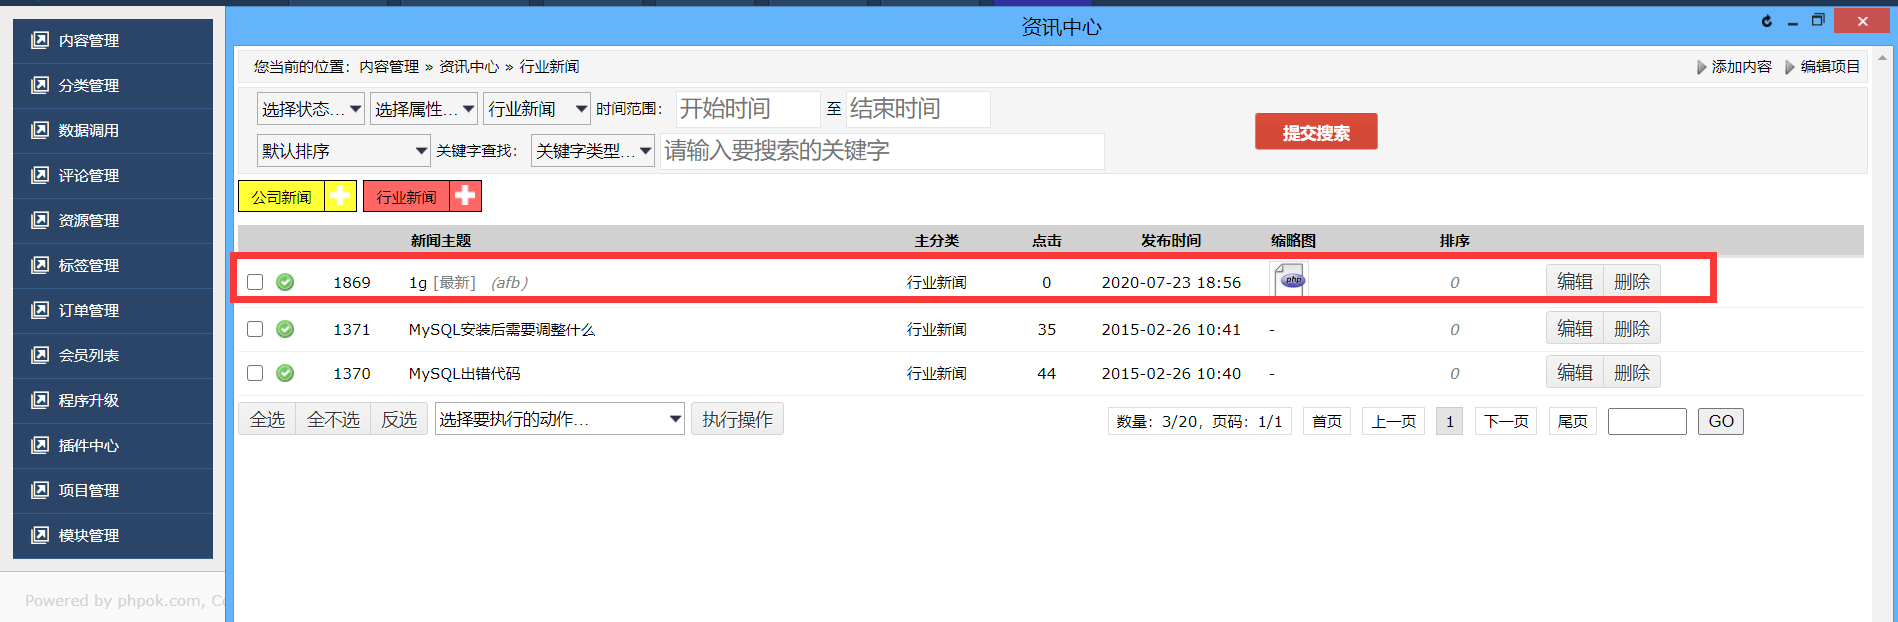 资讯中心
内容管理
分类管理
数据调用
评论管理
资源管理
标签管理
订单管理
会员列表
程序升级
插件中心
项目管理
模块管理
Powered by phpok.com, Co
您当前的位置：内容管理 » 资讯中心 » 行业新闻 添加内容 编辑项目
选择状态... 选择属性... 行业新闻 时间范围： 开始时间 至 结束时间
默认排序 关键字查找： 关键字类型... 请输入要搜索的关键字
提交搜索
公司新闻 行业新闻
新闻主题 主分类 点击 发布时间 缩略图 排序
1869 1g [最新] (afb) 行业新闻 0 2020-07-23 18:56 php 0 编辑 删除
1371 MySQL安装后需要调整什么 行业新闻 35 2015-02-26 10:41 - 0 编辑 删除
1370 MySQL出错代码 行业新闻 44 2015-02-26 10:40 - 0 编辑 删除
全选 全不选 反选 选择要执行的动作... 执行操作 数量：3/20，页码：1/1 首页 上一页 1 下一页 尾页 GO